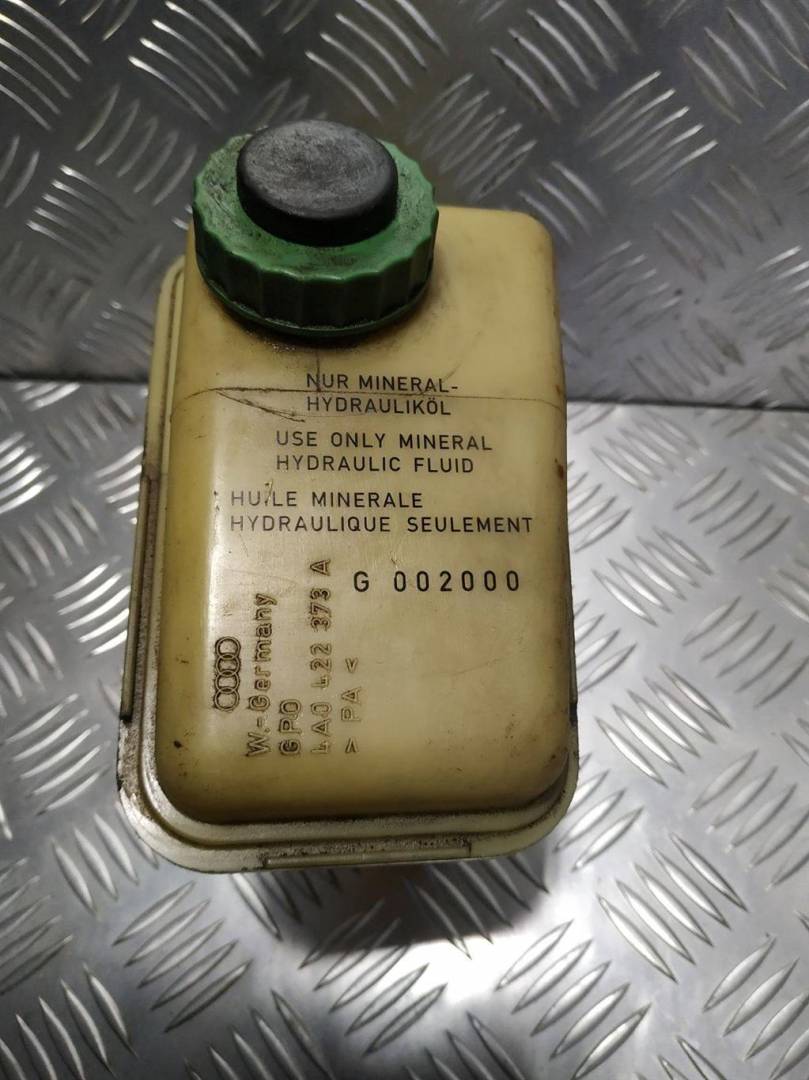 NUR MINERAL-
HYDRAULIKÖL
USE ONLY MINERAL
HYDRAULIC FLUID
HUILE MINERALE
HYDRAULIQUE SEULEMENT
G 002000
W.-Germany
GPO
4A0 422 373 A
> PA <